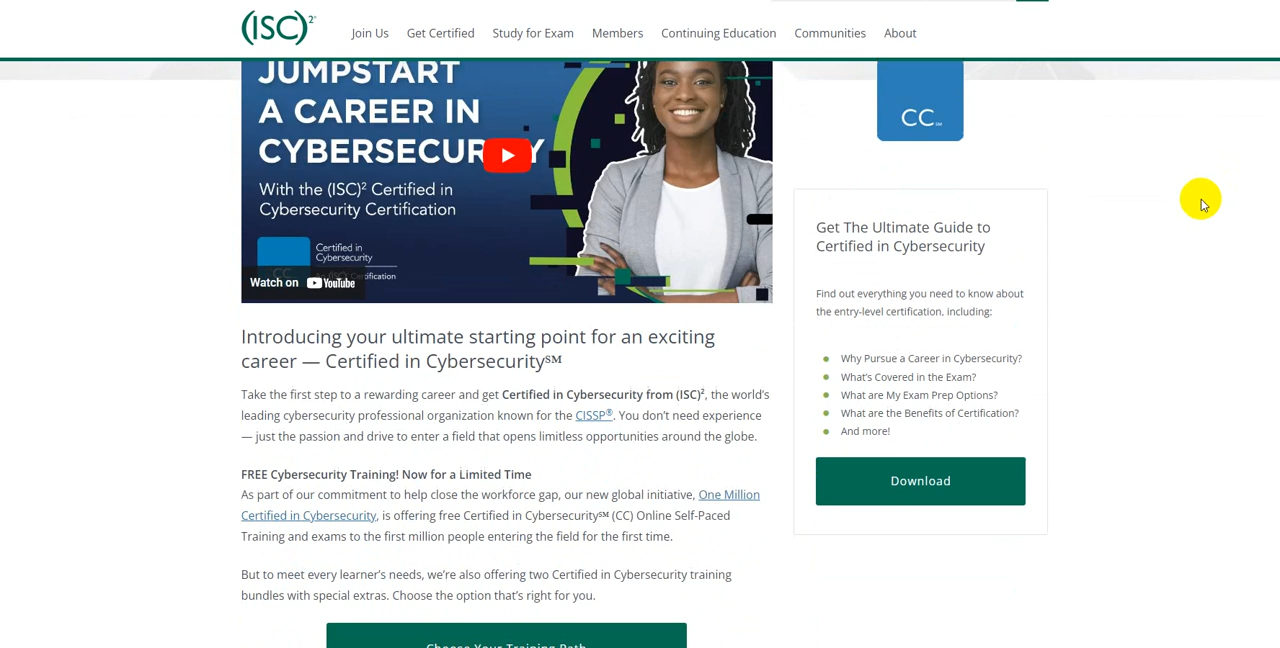 (ISC)²
Join Us Get Certified Study for Exam Members Continuing Education Communities About
JUMPSTART
A CAREER IN
CYBERSECURITY
With the (ISC)² Certified in
Cybersecurity Certification
Certified in
Cybersecurity
CC
Certification
Watch on YouTube
CC℠
Introducing your ultimate starting point for an exciting
career — Certified in Cybersecurity℠
Take the first step to a rewarding career and get Certified in Cybersecurity from (ISC)², the world’s
leading cybersecurity professional organization known for the CISSP®. You don’t need experience
— just the passion and drive to enter a field that opens limitless opportunities around the globe.
FREE Cybersecurity Training! Now for a Limited Time
As part of our commitment to help close the workforce gap, our new global initiative, One Million
Certified in Cybersecurity, is offering free Certified in Cybersecurity℠ (CC) Online Self-Paced
Training and exams to the first million people entering the field for the first time.
But to meet every learner’s needs, we’re also offering two Certified in Cybersecurity training
bundles with special extras. Choose the option that’s right for you.
Choose Your Training Path
Get The Ultimate Guide to
Certified in Cybersecurity
Find out everything you need to know about
the entry-level certification, including:
Why Pursue a Career in Cybersecurity?
What’s Covered in the Exam?
What are My Exam Prep Options?
What are the Benefits of Certification?
And more!
Download